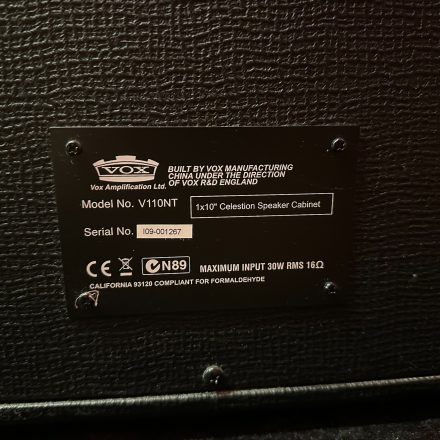 VOX
Vox Amplification Ltd.
BUILT BY VOX MANUFACTURING
CHINA UNDER THE DIRECTION
OF VOX R&D ENGLAND
Model No. V110NT
1x10" Celestion Speaker Cabinet
Serial No. I09-001267
CE N89 MAXIMUM INPUT 30W RMS 16Ω
CALIFORNIA 93120 COMPLIANT FOR FORMALDEHYDE